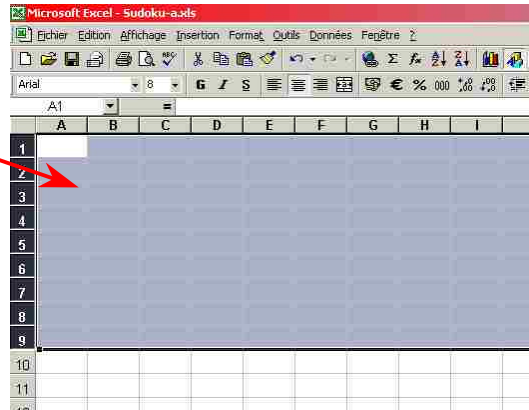 Microsoft Excel - Sudoku-a.xls
Fichier Edition Affichage Insertion Format Outils Données Fenêtre ?
Arial 8 G I S € % 000
A1 =
A B C D E F G H I
1
2
3
4
5
6
7
8
9
10
11